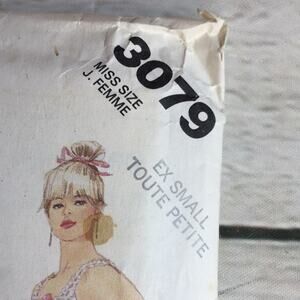 3079
MISS SIZE
J. FEMME
EX SMALL
TOUTE PETITE